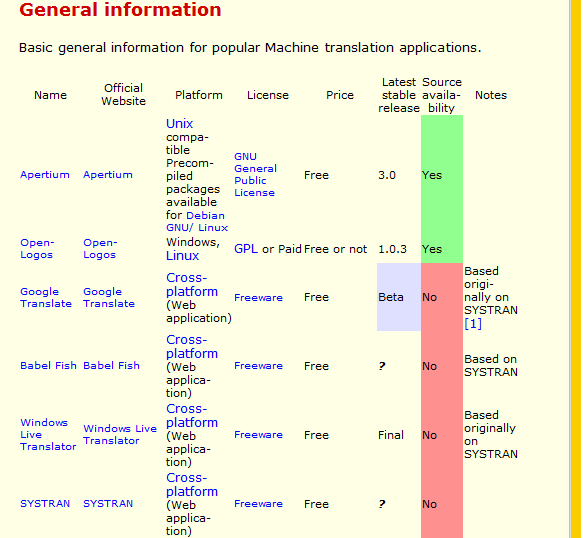 General information
Basic general information for popular Machine translation applications.
Name Official Website Platform License Price Latest stable release Source availa-bility Notes
Apertium Apertium Unix compa-tible Precom-piled packages available for Debian GNU/ Linux GNU General Public License Free 3.0 Yes
Open-Logos Open-Logos Windows, Linux GPL or Paid Free or not 1.0.3 Yes
Google Translate Google Translate Cross-platform (Web application) Freeware Free Beta No Based origi-nally on SYSTRAN [1]
Babel Fish Babel Fish Cross-platform (Web applica-tion) Freeware Free ? No Based on SYSTRAN
Windows Live Translator Windows Live Translator Cross-platform (Web applica-tion) Freeware Free Final No Based originally on SYSTRAN
SYSTRAN SYSTRAN Cross-platform (Web applica-tion) Freeware Free ? No